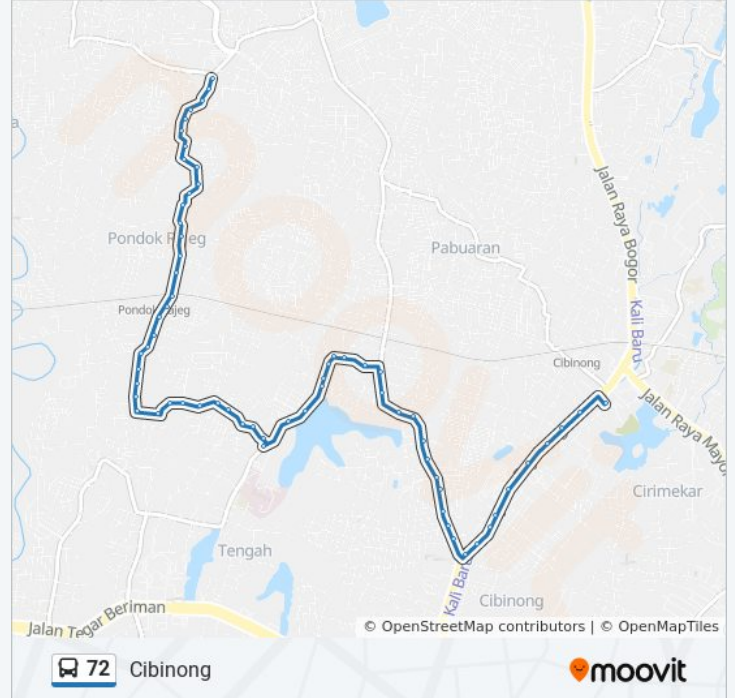 Jalan Raya Bogor
Pondok Rajeg
Pabuaran
Kali Baru
Pondok Rajeg
Cibinong
Jalan Raya Mayo
Cirimekar
Tengah
Kali Baru
Cibinong
Jalan Tegar Beriman
© OpenStreetMap contributors | © OpenMapTiles
72 Cibinong
moovit